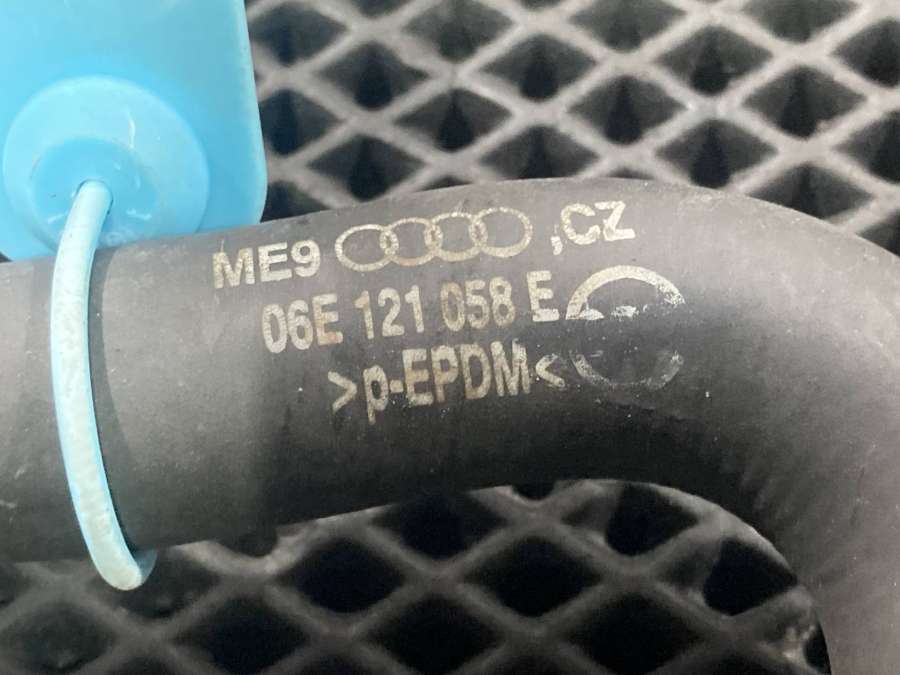 ME9 ,CZ
06E 121 058 E
>p-EPDM<